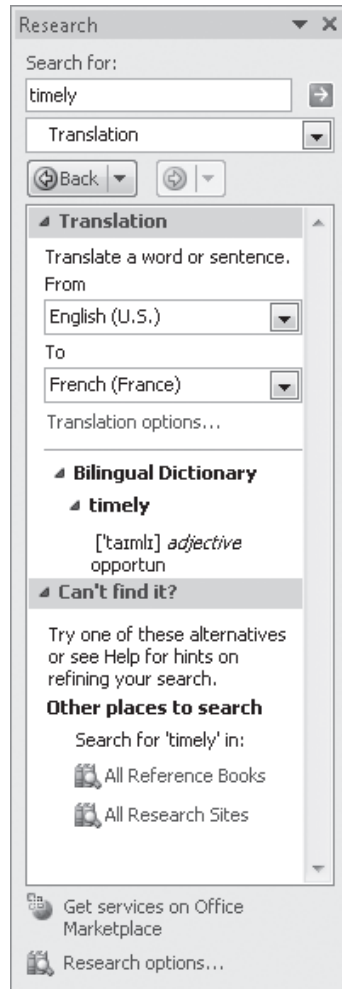 Research
Search for:
timely
Translation
Back
Translation
Translate a word or sentence.
From
English (U.S.)
To
French (France)
Translation options...
Bilingual Dictionary
timely
['taɪmlɪ] adjective
opportun
Can't find it?
Try one of these alternatives
or see Help for hints on
refining your search.
Other places to search
Search for 'timely' in:
All Reference Books
All Research Sites
Get services on Office
Marketplace
Research options...